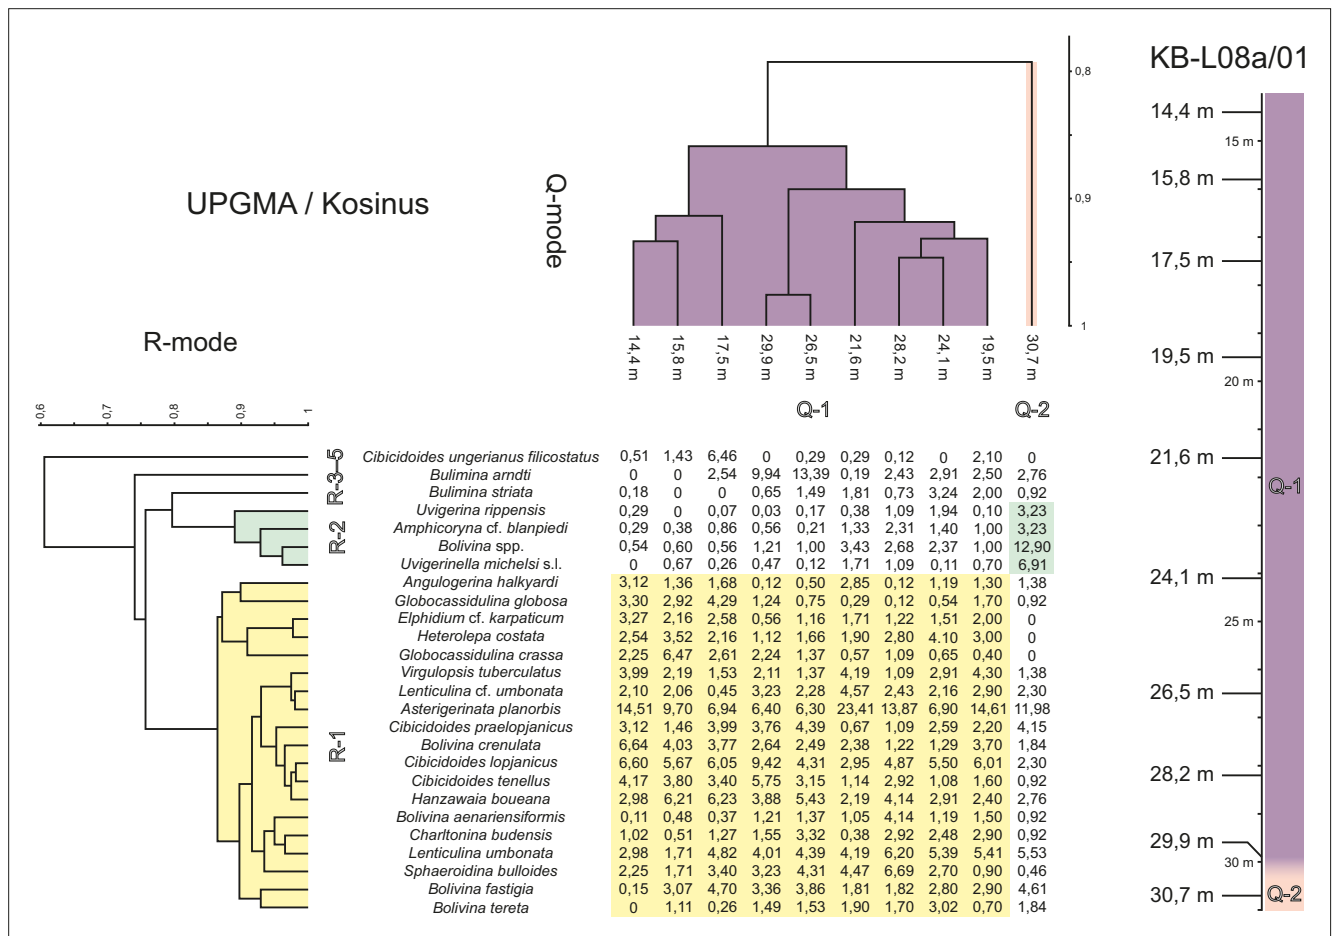 KB-L08a/01
UPGMA / Kosinus
Q-mode
0,8
0,9
1
14,4 m 15,8 m 17,5 m 29,9 m 26,5 m 21,6 m 28,2 m 24,1 m 19,5 m 30,7 m
Q-1 Q-2
R-mode
0,6 0,7 0,8 0,9 1
R-3–5
R-2
R-1
Cibicidoides ungerianus filicostatus 0,51 1,43 6,46 0 0,29 0,29 0,12 0 2,10 0
Bulimina arndti 0 0 2,54 9,94 13,39 0,19 2,43 2,91 2,50 2,76
Bulimina striata 0,18 0 0 0,65 1,49 1,81 0,73 3,24 2,00 0,92
Uvigerina rippensis 0,29 0 0,07 0,03 0,17 0,38 1,09 1,94 0,10 3,23
Amphicoryna cf. blanpiedi 0,29 0,38 0,86 0,56 0,21 1,33 2,31 1,40 1,00 3,23
Bolivina spp. 0,54 0,60 0,56 1,21 1,00 3,43 2,68 2,37 1,00 12,90
Uvigerinella michelsi s.l. 0 0,67 0,26 0,47 0,12 1,71 1,09 0,11 0,70 6,91
Angulogerina halkyardi 3,12 1,36 1,68 0,12 0,50 2,85 0,12 1,19 1,30 1,38
Globocassidulina globosa 3,30 2,92 4,29 1,24 0,75 0,29 0,12 0,54 1,70 0,92
Elphidium cf. karpaticum 3,27 2,16 2,58 0,56 1,16 1,71 1,22 1,51 2,00 0
Heterolepa costata 2,54 3,52 2,16 1,12 1,66 1,90 2,80 4.10 3,00 0
Globocassidulina crassa 2,25 6,47 2,61 2,24 1,37 0,57 1,09 0,65 0,40 0
Virgulopsis tuberculatus 3,99 2,19 1,53 2,11 1,37 4,19 1,09 2,91 4,30 1,38
Lenticulina cf. umbonata 2,10 2,06 0,45 3,23 2,28 4,57 2,43 2,16 2,90 2,30
Asterigerinata planorbis 14,51 9,70 6,94 6,40 6,30 23,41 13,87 6,90 14,61 11,98
Cibicidoides praelopjanicus 3,12 1,46 3,99 3,76 4,39 0,67 1,09 2,59 2,20 4,15
Bolivina crenulata 6,64 4,03 3,77 2,64 2,49 2,38 1,22 1,29 3,70 1,84
Cibicidoides lopjanicus 6,60 5,67 6,05 9,42 4,31 2,95 4,87 5,50 6,01 2,30
Cibicidoides tenellus 4,17 3,80 3,40 5,75 3,15 1,14 2,92 1,08 1,60 0,92
Hanzawaia boueana 2,98 6,21 6,23 3,88 5,43 2,19 4,14 2,91 2,40 2,76
Bolivina aenariensiformis 0,11 0,48 0,37 1,21 1,37 1,05 4,14 1,19 1,50 0,92
Charltonina budensis 1,02 0,51 1,27 1,55 3,32 0,38 2,92 2,48 2,90 0,92
Lenticulina umbonata 2,98 1,71 4,82 4,01 4,39 4,19 6,20 5,39 5,41 5,53
Sphaeroidina bulloides 2,25 1,71 3,40 3,23 4,31 4,47 6,69 2,70 0,90 0,46
Bolivina fastigia 0,15 3,07 4,70 3,36 3,86 1,81 1,82 2,80 2,90 4,61
Bolivina tereta 0 1,11 0,26 1,49 1,53 1,90 1,70 3,02 0,70 1,84
14,4 m
15 m
15,8 m
17,5 m
19,5 m
20 m
21,6 m
Q-1
24,1 m
25 m
26,5 m
28,2 m
29,9 m
30 m
30,7 m
Q-2